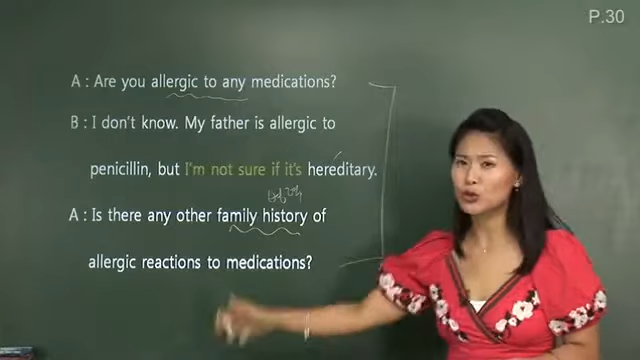 P.30
A : Are you allergic to any medications?
B : I don't know. My father is allergic to
penicillin, but I'm not sure if it's hereditary.
A : Is there any other family history of
allergic reactions to medications?